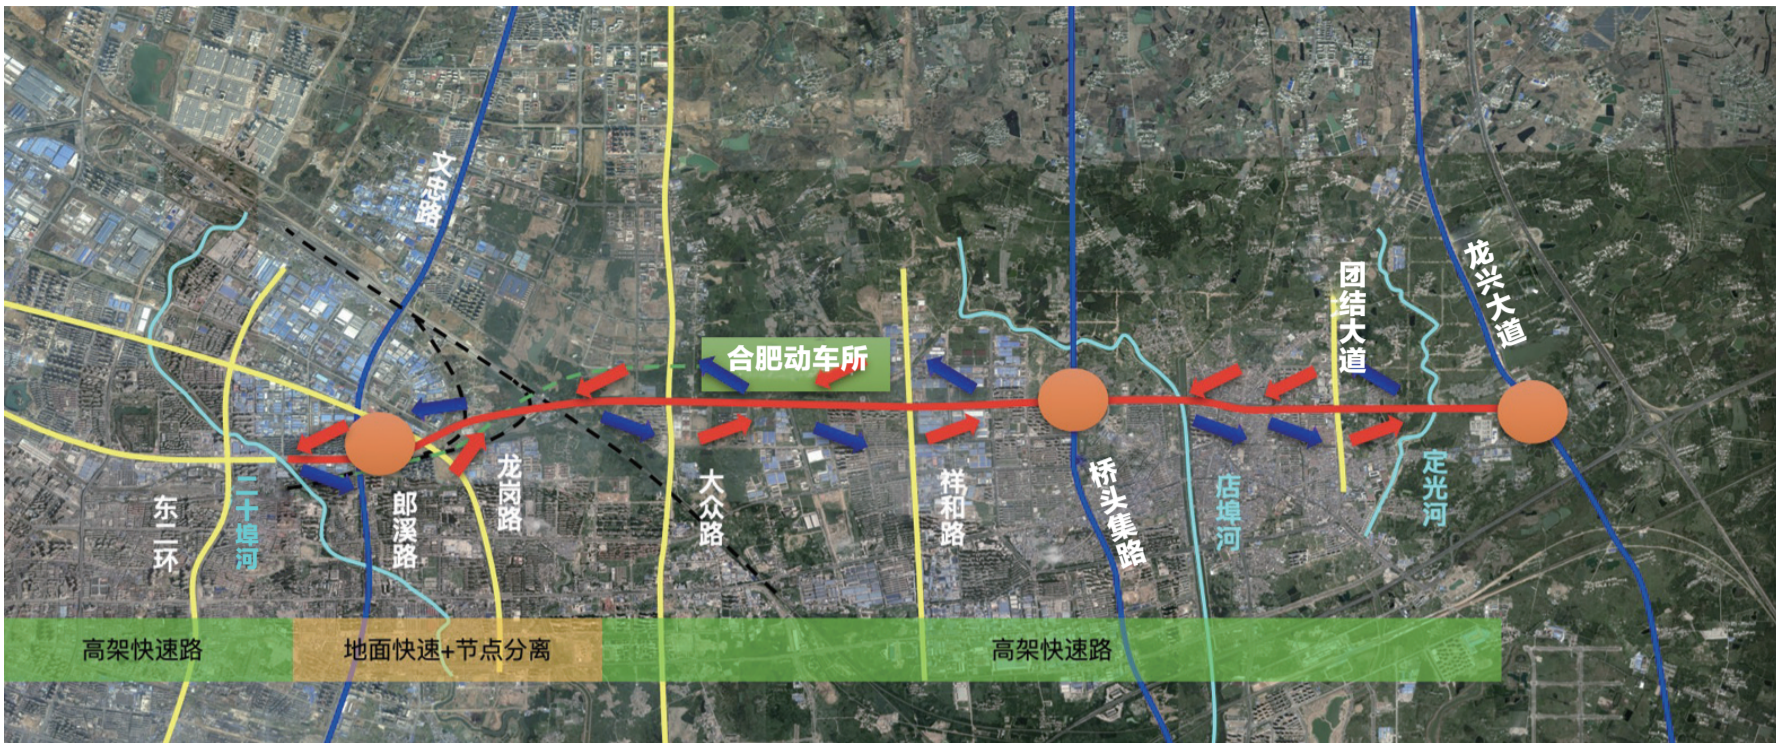 文忠路
合肥动车所
团结大道
龙兴大道
东二环
二十埠河
郎溪路
龙岗路
大众路
祥和路
桥头集路
店埠河
定光河
高架快速路
地面快速+节点分离
高架快速路